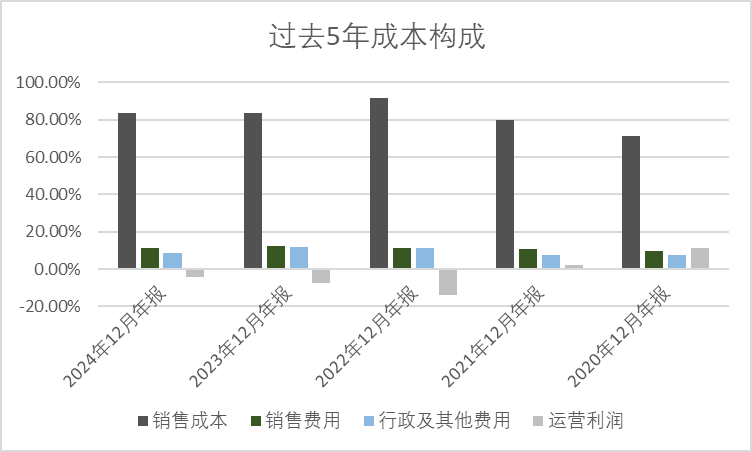 过去5年成本构成
100.00%
80.00%
60.00%
40.00%
20.00%
0.00%
-20.00%
2024年12月年报
2023年12月年报
2022年12月年报
2021年12月年报
2020年12月年报
销售成本 销售费用 行政及其他费用 运营利润